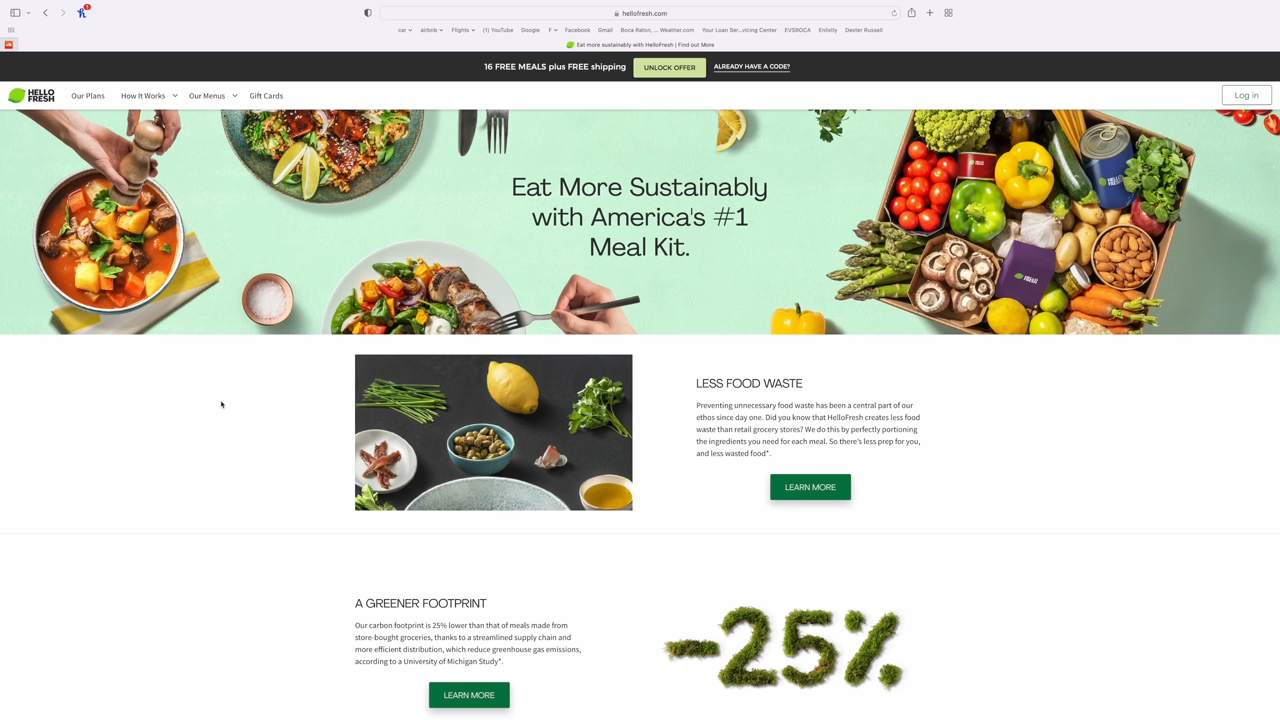 1
hellofresh.com
car airbnb Flights (1) YouTube Google F Facebook Gmail Boca Raton, ... Weather.com Your Loan Ser...vicing Center EVSBOCA Enlistly Dexter Russell
Eat more sustainably with HelloFresh | Find out More
16 FREE MEALS plus FREE shipping UNLOCK OFFER ALREADY HAVE A CODE?
HELLO
FRESH
Our Plans How It Works Our Menus Gift Cards Log in
Eat More Sustainably
with America's #1
Meal Kit.
HELLO
FRESH
LESS FOOD WASTE
Preventing unnecessary food waste has been a central part of our
ethos since day one. Did you know that HelloFresh creates less food
waste than retail grocery stores? We do this by perfectly portioning
the ingredients you need for each meal. So there's less prep for you,
and less wasted food*.
LEARN MORE
A GREENER FOOTPRINT
Our carbon footprint is 25% lower than that of meals made from
store-bought groceries, thanks to a streamlined supply chain and
more efficient distribution, which reduce greenhouse gas emissions,
according to a University of Michigan Study*.
LEARN MORE
-25%